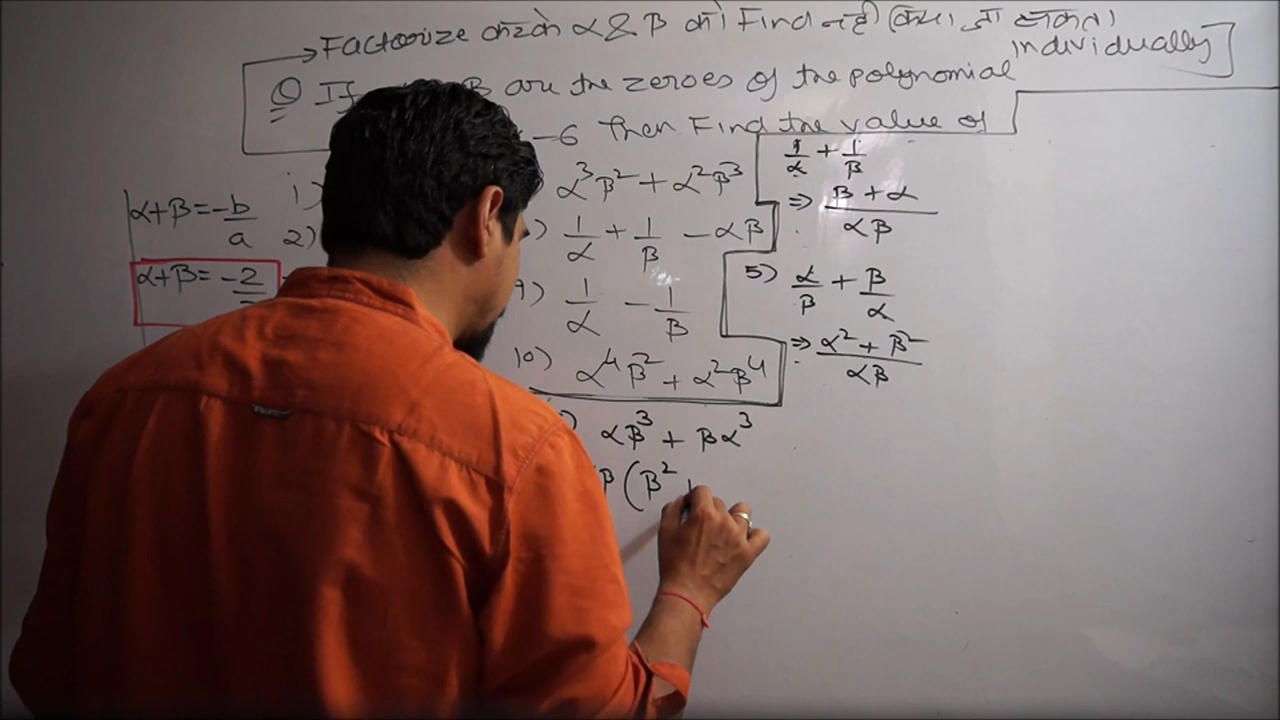 → Factorize करके α & β को Find नही किया जा सकता
individually]
Q If β are the zeroes of the polynomial
-6 Then Find the value of
α+β = -b/a
α+β = -2/
i)
2)
α³β² + α²β³
) 1/α + 1/β - αβ
9) 1/α - 1/β
10) α⁴β² + α²β⁴
) αβ³ + βα³
β (β²
1/α + 1/β
⇒ β + α / αβ
5) α/β + β/α
⇒ α² + β² / αβ